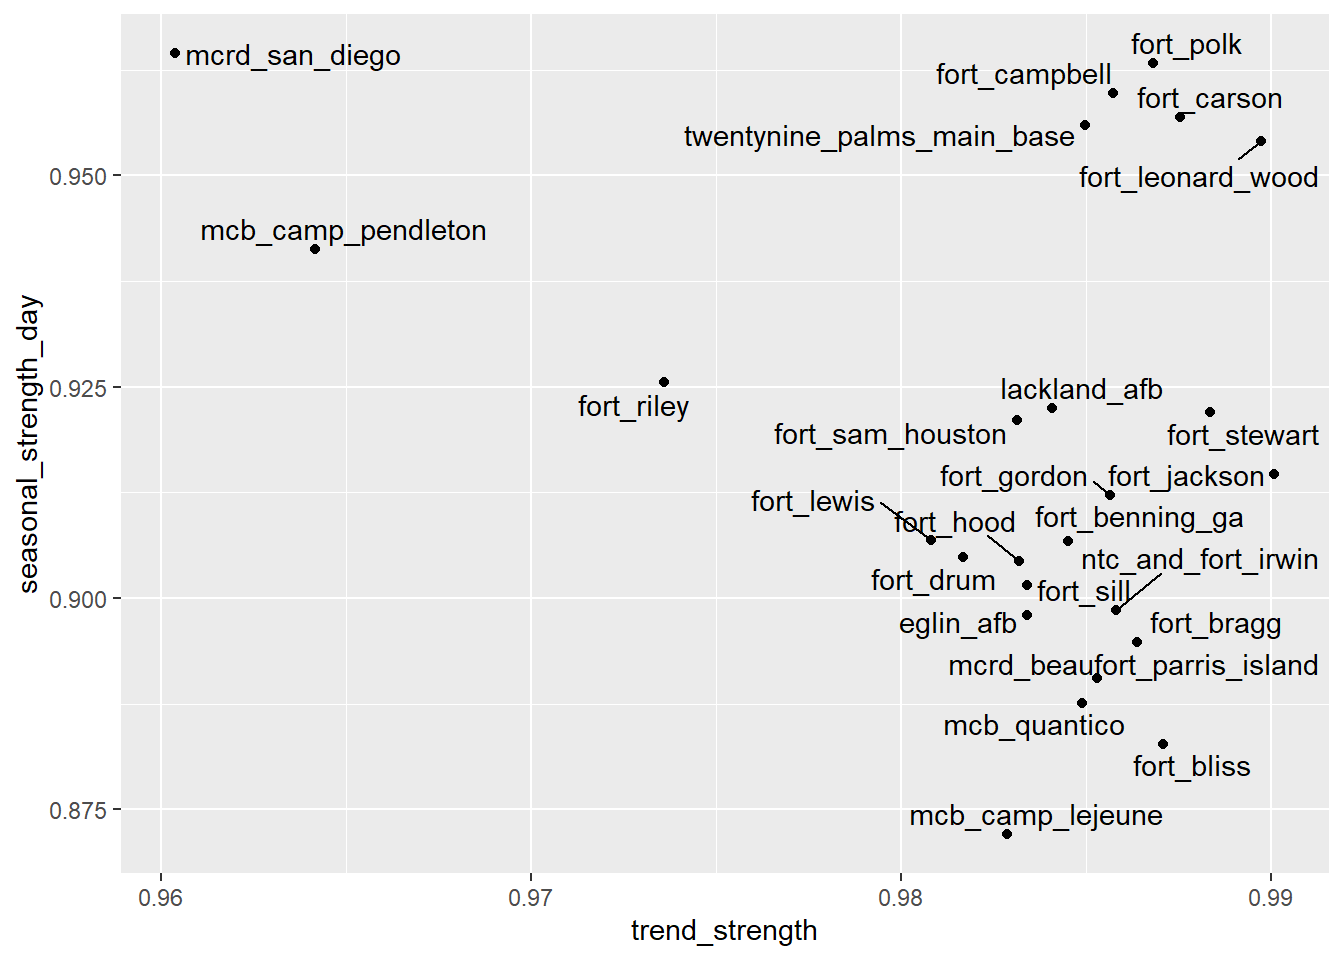 fort_polk
mcrd_san_diego
fort_campbell
fort_carson
twentynine_palms_main_base
0.950
fort_leonard_wood
mcb_camp_pendleton
seasonal_strength_day
0.925
lackland_afb
fort_riley
fort_sam_houston
fort_stewart
fort_gordon
fort_jackson
fort_lewis
fort_hood
fort_benning_ga
ntc_and_fort_irwin
fort_drum
fort_sill
0.900
eglin_afb
fort_bragg
mcrd_beaufort_parris_island
mcb_quantico
fort_bliss
0.875
mcb_camp_lejeune
0.96
0.97
0.98
0.99
trend_strength